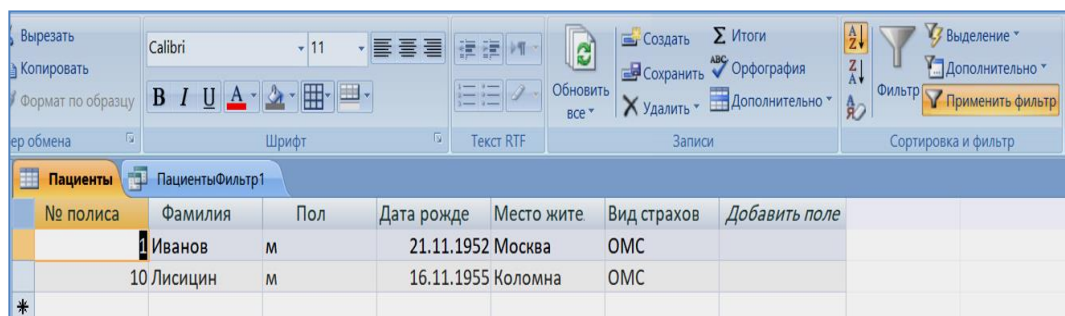 Вырезать
Копировать
Формат по образцу
ер обмена
Calibri 11
B I U A
Шрифт
Текст RTF
Обновить
все
Создать
Сохранить
Удалить
Σ Итоги
ABC Орфография
Дополнительно
Записи
А Я
Я А
Фильтр
Выделение
Дополнительно
Применить фильтр
Сортировка и фильтр
Пациенты ПациентыФильтр1
№ полиса Фамилия Пол Дата рожде Место жите Вид страхов Добавить поле
1 Иванов м 21.11.1952 Москва ОМС
10 Лисицин м 16.11.1955 Коломна ОМС